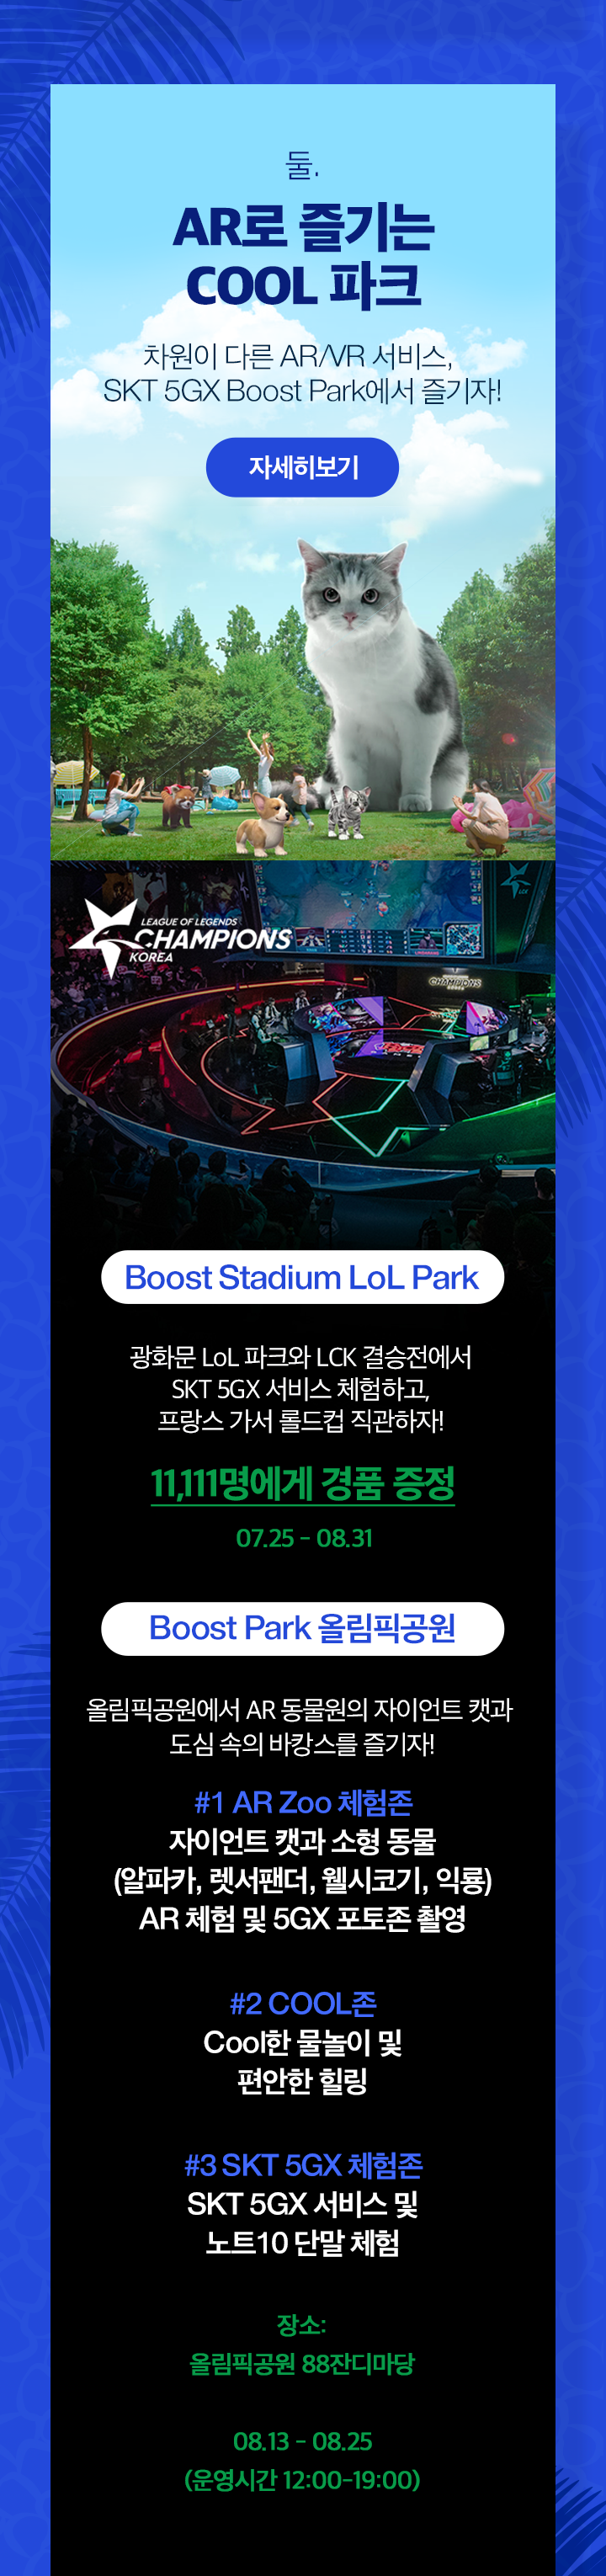 둘.
AR로 즐기는
COOL 파크
차원이 다른 AR/VR 서비스,
SKT 5GX Boost Park에서 즐기자!
자세히보기
LEAGUE OF LEGENDS
CHAMPIONS
KOREA
LCK
CHAMPIONS
KOREA
Boost Stadium LoL Park
광화문 LoL 파크와 LCK 결승전에서
SKT 5GX 서비스 체험하고,
프랑스 가서 롤드컵 직관하자!
11,111명에게 경품 증정
07.25 - 08.31
Boost Park 올림픽공원
올림픽공원에서 AR 동물원의 자이언트 캣과
도심 속의 바캉스를 즐기자!
#1 AR Zoo 체험존
자이언트 캣과 소형 동물
(알파카, 렛서팬더, 웰시코기, 익룡)
AR 체험 및 5GX 포토존 촬영
#2 COOL존
Cool한 물놀이 및
편안한 힐링
#3 SKT 5GX 체험존
SKT 5GX 서비스 및
노트10 단말 체험
장소:
올림픽공원 88잔디마당
08.13 - 08.25
(운영시간 12:00-19:00)